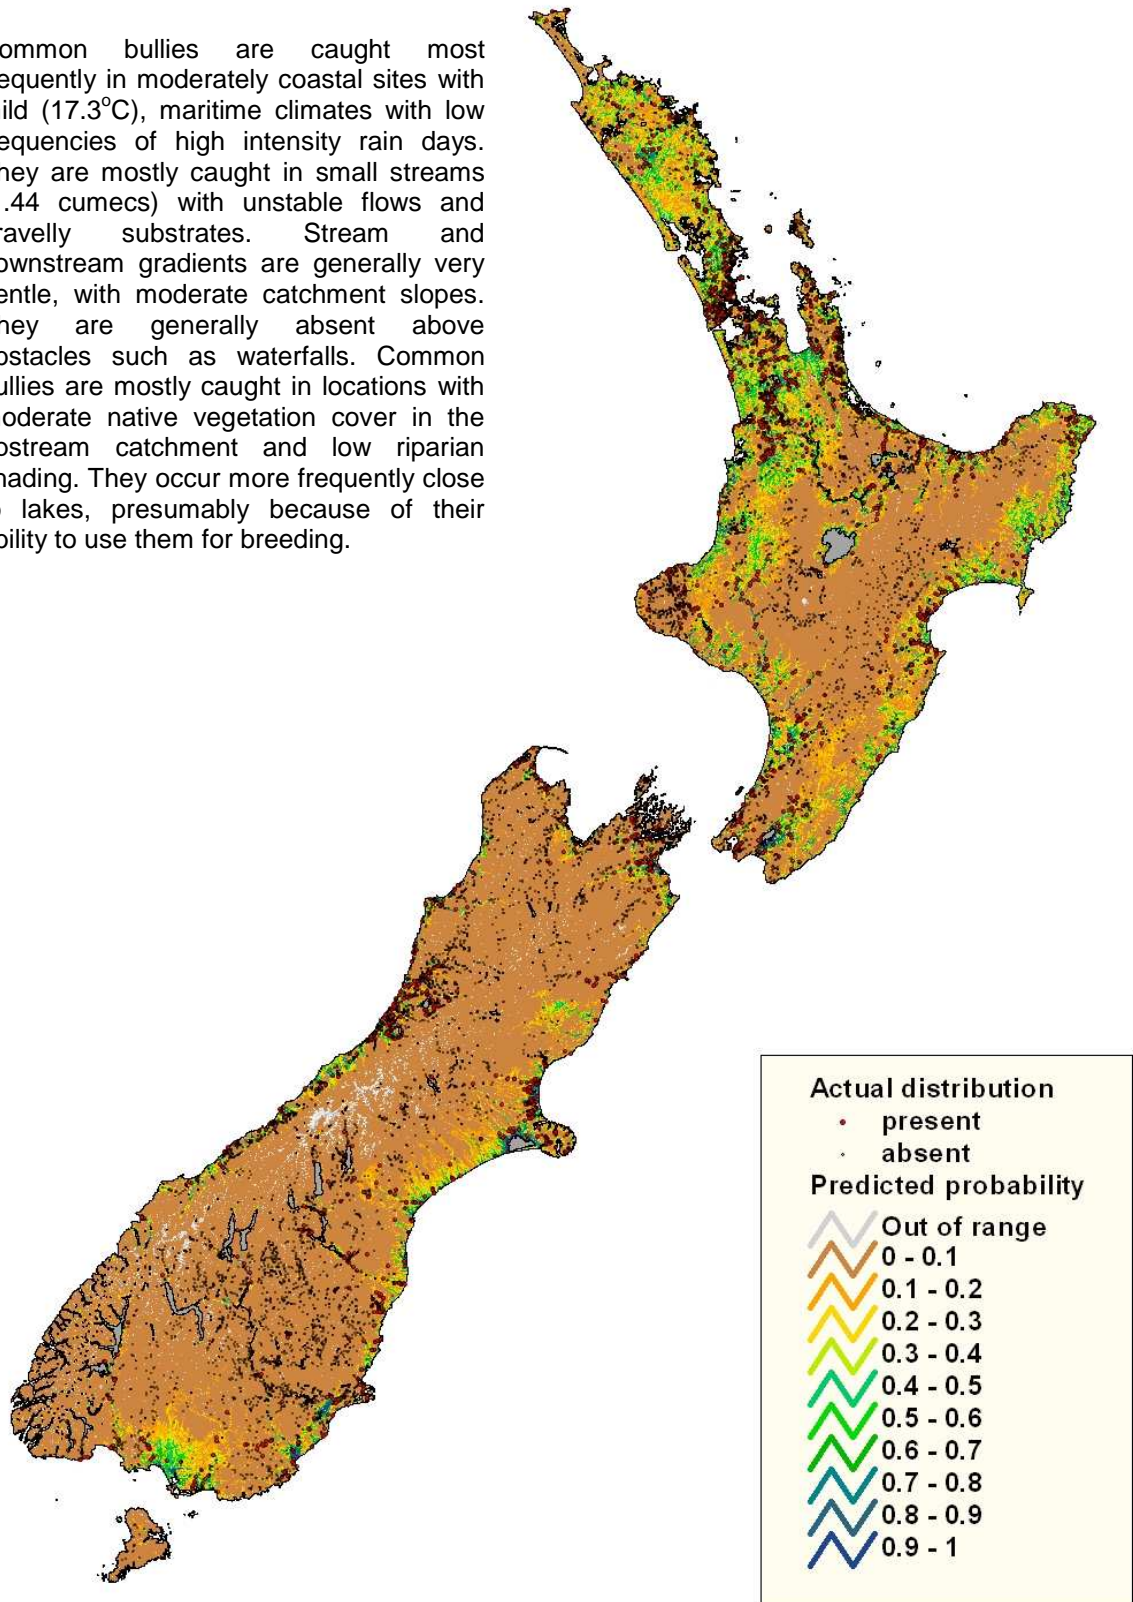 ommon bullies are caught most
equently in moderately coastal sites with
ild (17.3°C), maritime climates with low
equencies of high intensity rain days.
hey are mostly caught in small streams
.44 cumecs) with unstable flows and
ravelly substrates. Stream and
ownstream gradients are generally very
entle, with moderate catchment slopes.
hey are generally absent above
bstacles such as waterfalls. Common
ullies are mostly caught in locations with
oderate native vegetation cover in the
pstream catchment and low riparian
hading. They occur more frequently close
o lakes, presumably because of their
bility to use them for breeding.
Actual distribution
present
absent
Predicted probability
Out of range
0 - 0.1
0.1 - 0.2
0.2 - 0.3
0.3 - 0.4
0.4 - 0.5
0.5 - 0.6
0.6 - 0.7
0.7 - 0.8
0.8 - 0.9
0.9 - 1